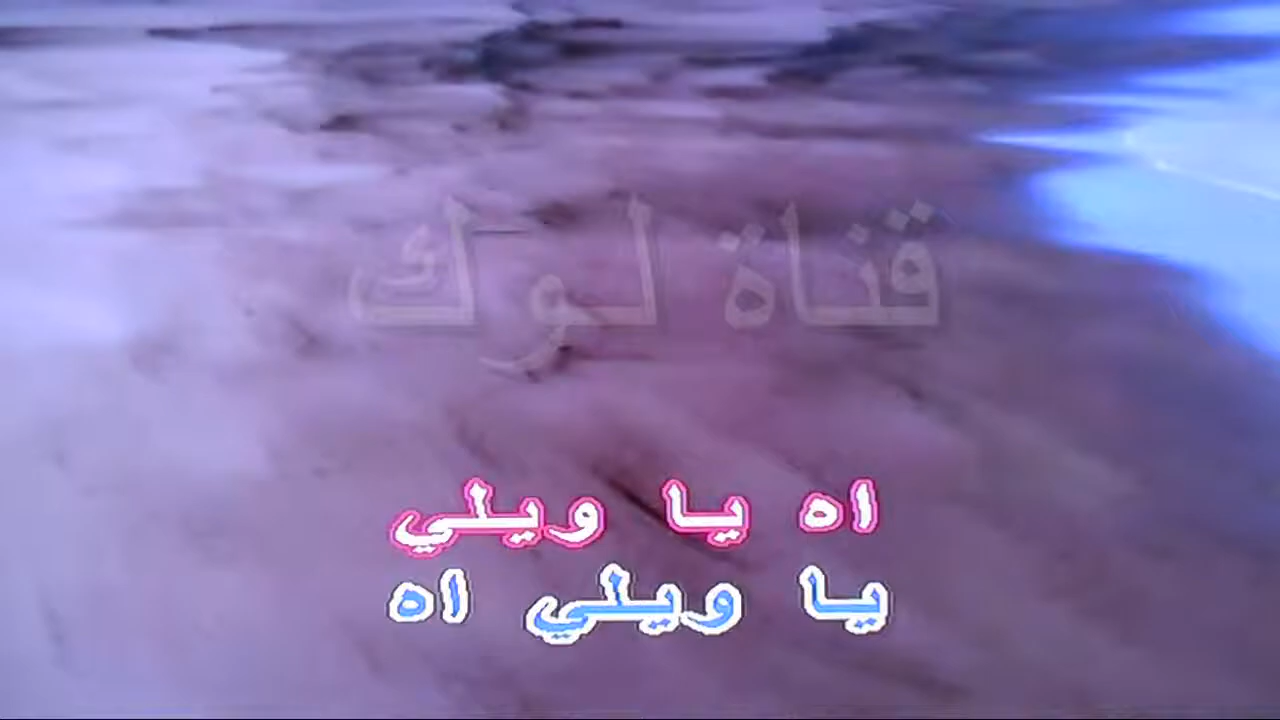 قناة لوك
اه يا ويلي
يا ويلي اه